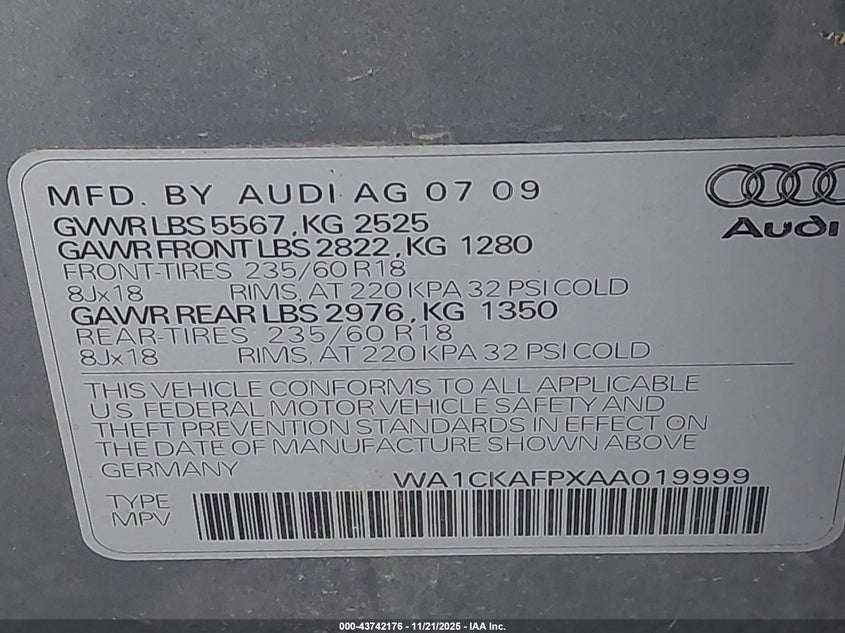 MFD. BY AUDI AG 07 09
Audi
GVWR LBS 5567, KG 2525
GAWR FRONT LBS 2822, KG 1280
FRONT-TIRES 235/60 R18
8Jx18 RIMS, AT 220 KPA 32 PSI COLD
GAWR REAR LBS 2976, KG 1350
REAR-TIRES 235/60 R18
8Jx18 RIMS, AT 220 KPA 32 PSI COLD
THIS VEHICLE CONFORMS TO ALL APPLICABLE
U.S. FEDERAL MOTOR VEHICLE SAFETY AND
THEFT PREVENTION STANDARDS IN EFFECT ON
THE DATE OF MANUFACTURE SHOWN ABOVE
GERMANY
WA1CKAFPXAA019999
TYPE
MPV
000-43742176 - 11/21/2025 - IAA Inc.